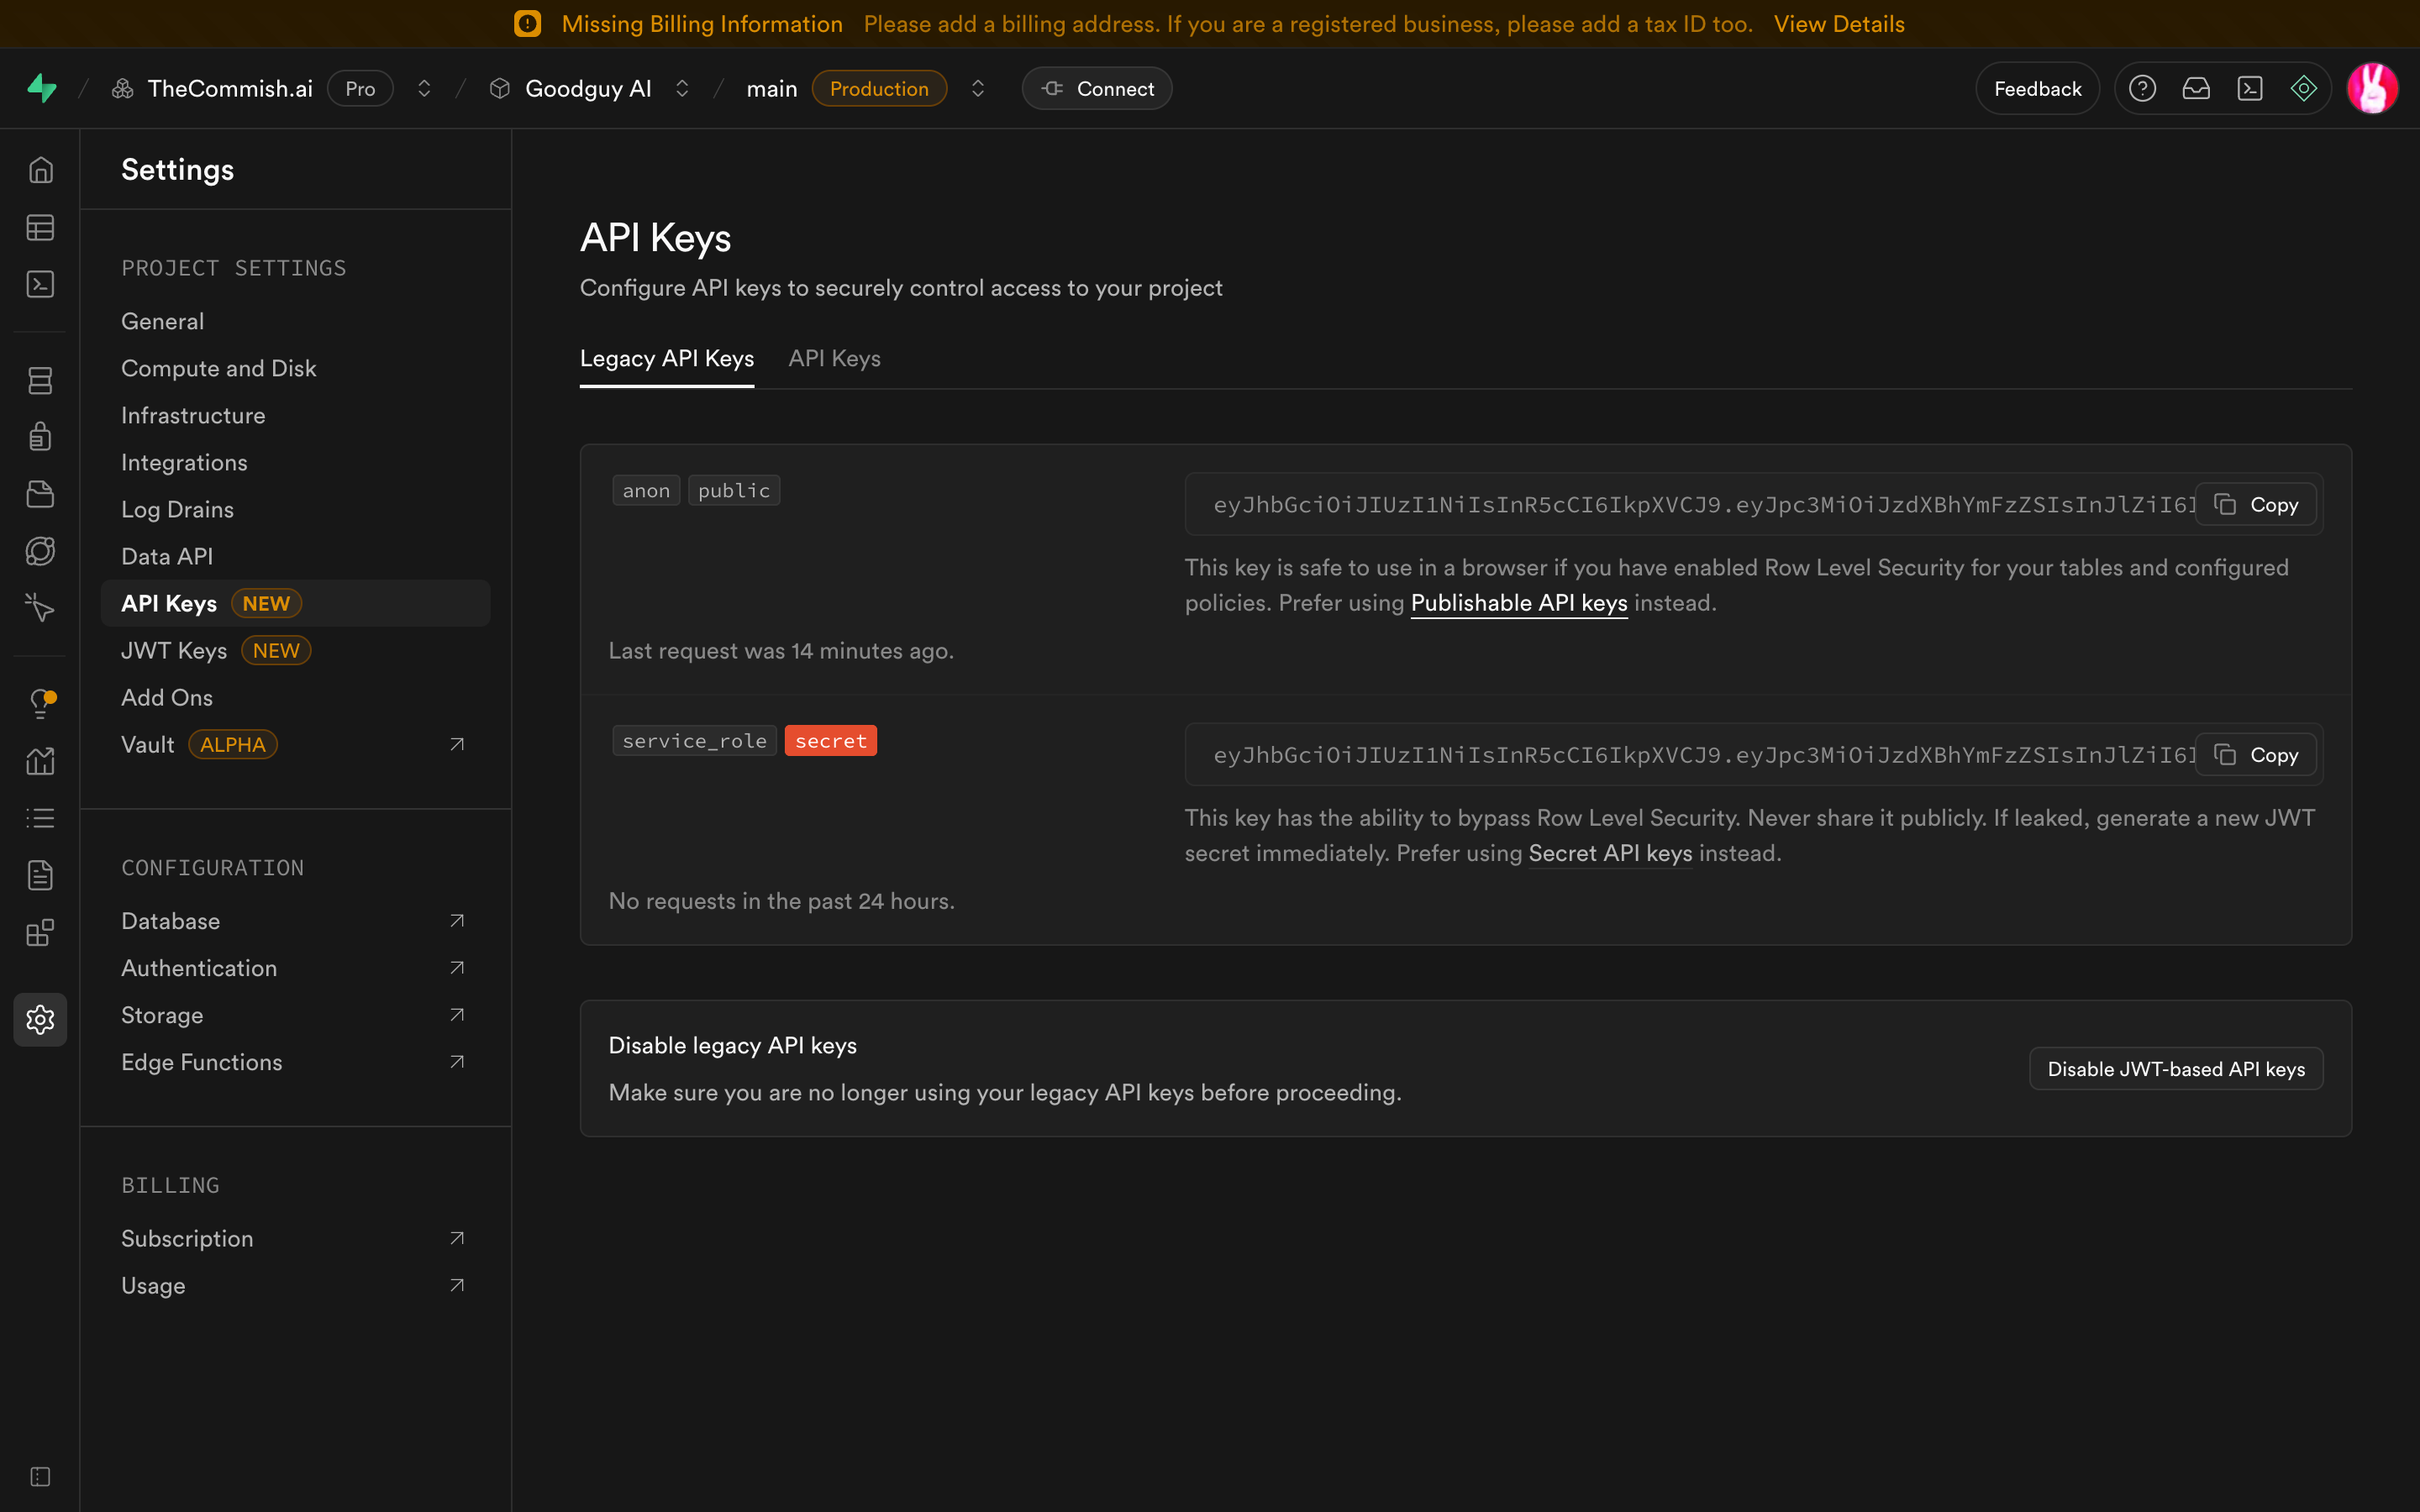 Missing Billing Information Please add a billing address. If you are a registered business, please add a tax ID too. View Details
TheCommish.ai Pro Goodguy AI main Production Connect Feedback
Settings
PROJECT SETTINGS
General
Compute and Disk
Infrastructure
Integrations
Log Drains
Data API
API Keys NEW
JWT Keys NEW
Add Ons
Vault ALPHA
CONFIGURATION
Database
Authentication
Storage
Edge Functions
BILLING
Subscription
Usage
API Keys
Configure API keys to securely control access to your project
Legacy API Keys API Keys
anon public
eyJhbGciOiJIUzI1NiIsInR5cCI6IkpXVCJ9.eyJpc3MiOiJzdXBhYmFzZSIsInJlZiI6I Copy
This key is safe to use in a browser if you have enabled Row Level Security for your tables and configured
policies. Prefer using Publishable API keys instead.
Last request was 14 minutes ago.
service_role secret
eyJhbGciOiJIUzI1NiIsInR5cCI6IkpXVCJ9.eyJpc3MiOiJzdXBhYmFzZSIsInJlZiI6I Copy
This key has the ability to bypass Row Level Security. Never share it publicly. If leaked, generate a new JWT
secret immediately. Prefer using Secret API keys instead.
No requests in the past 24 hours.
Disable legacy API keys
Make sure you are no longer using your legacy API keys before proceeding.
Disable JWT-based API keys